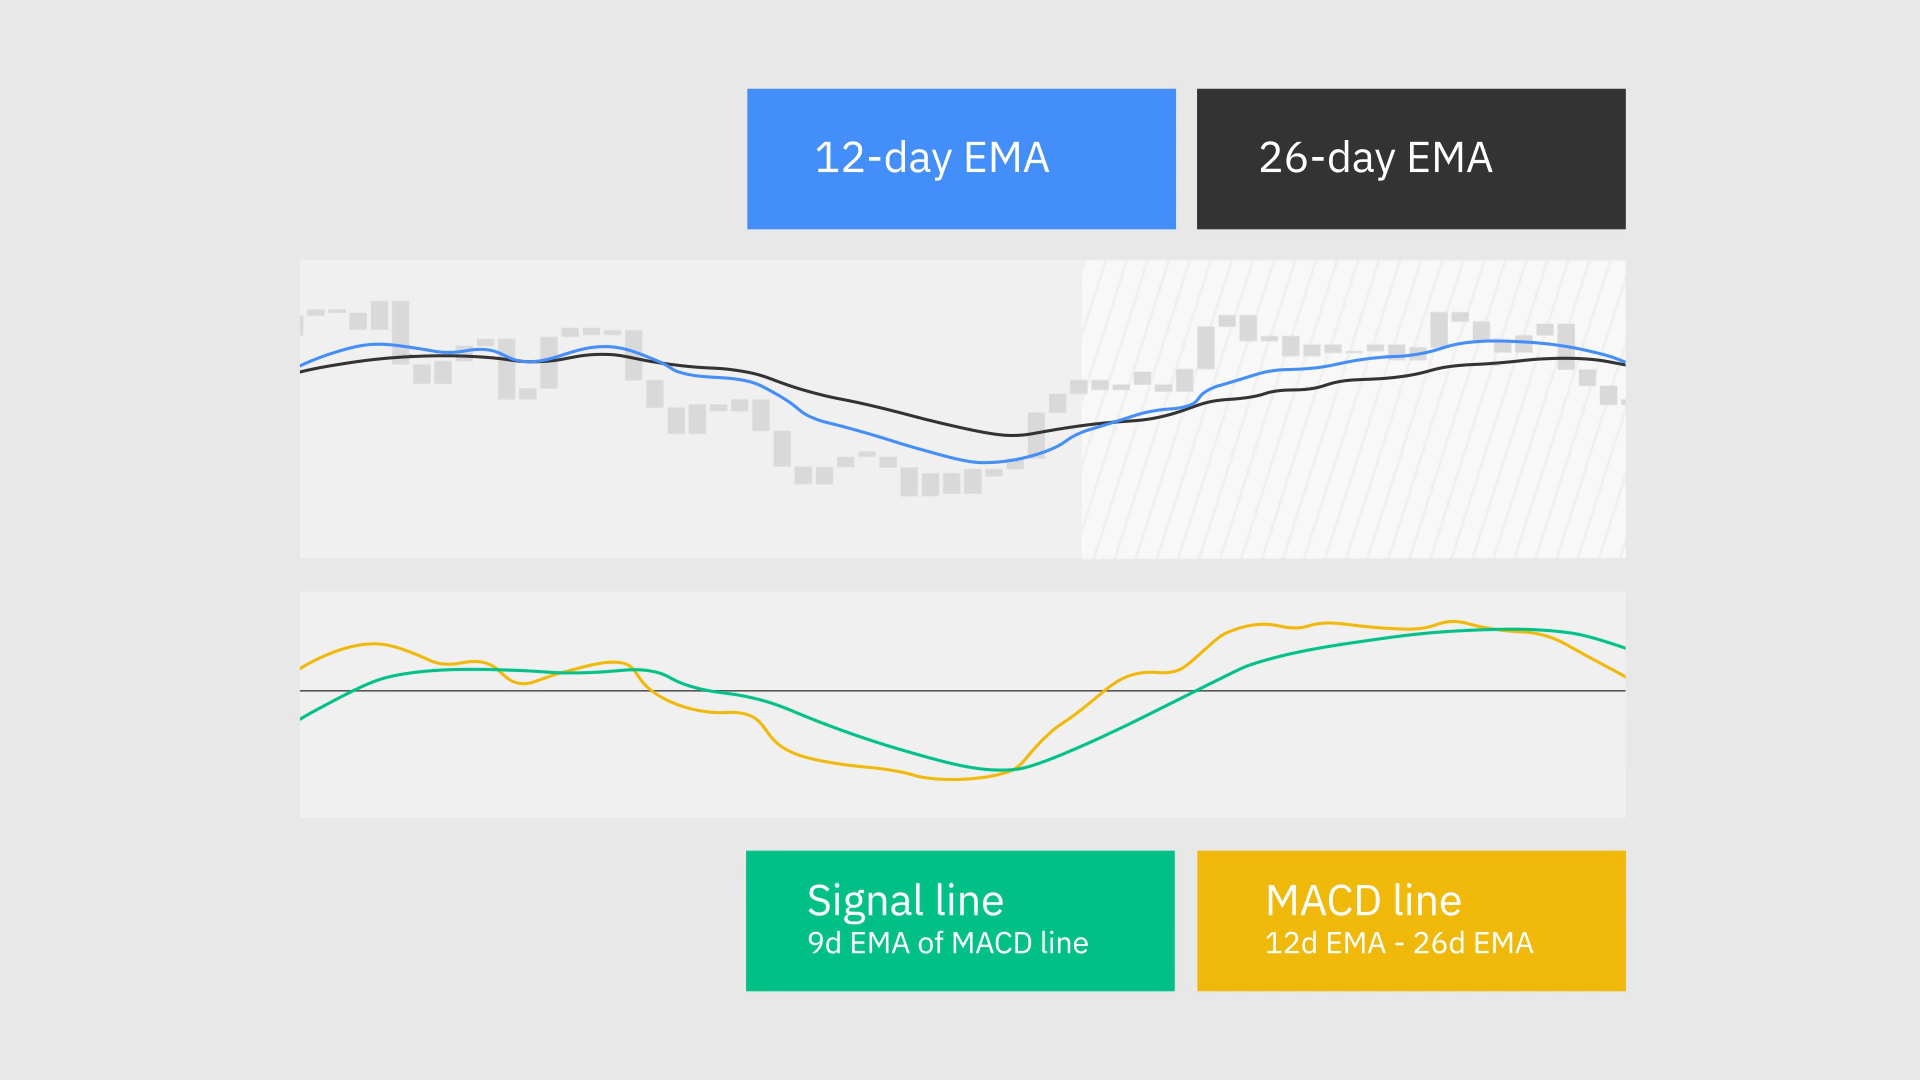 12-day EMA
26-day EMA
Signal line
9d EMA of MACD line
MACD line
12d EMA - 26d EMA